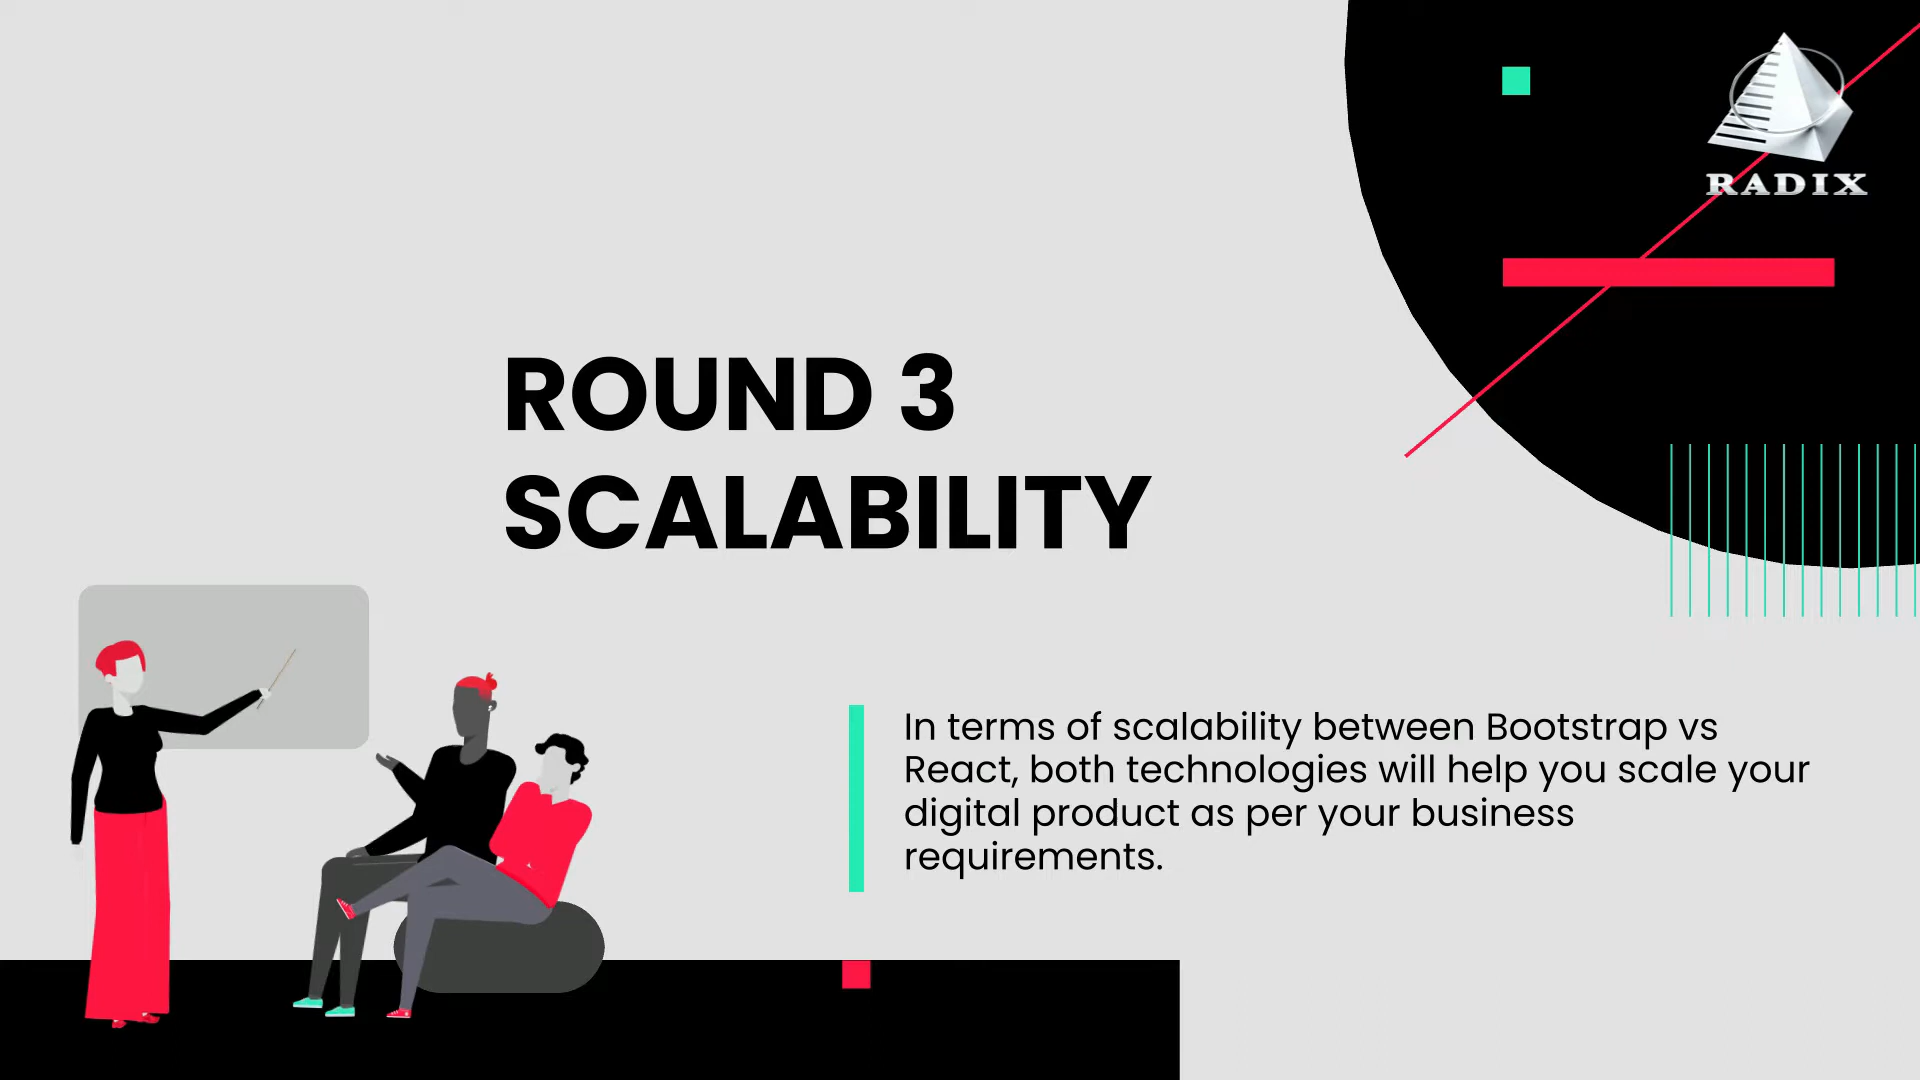 RADIX
ROUND 3
SCALABILITY
In terms of scalability between Bootstrap vs
React, both technologies will help you scale your
digital product as per your business
requirements.